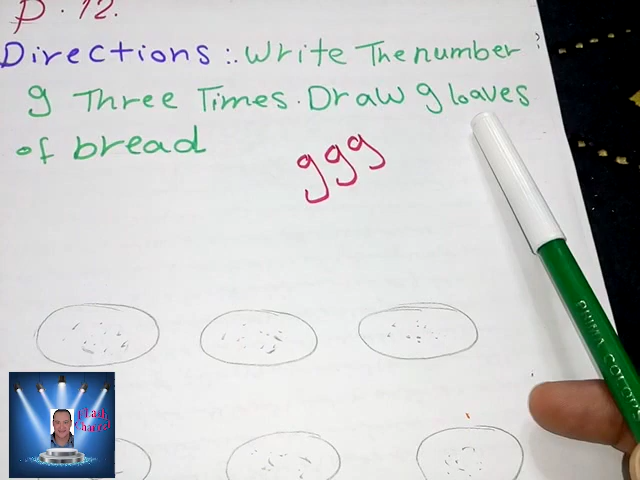 P. 12.
Directions:. Write The number
9 Three Times. Draw 9 loaves
of bread
999